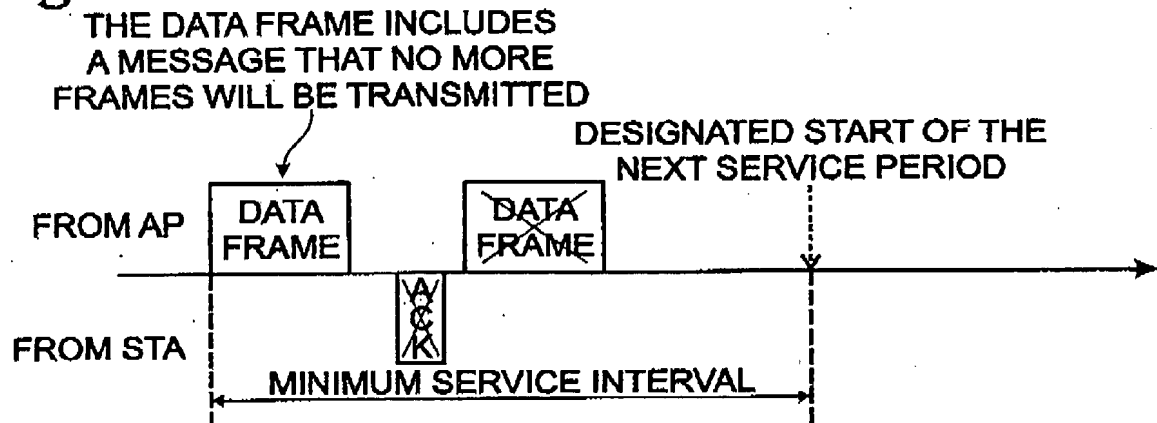 THE DATA FRAME INCLUDES
A MESSAGE THAT NO MORE
FRAMES WILL BE TRANSMITTED
DESIGNATED START OF THE
NEXT SERVICE PERIOD
FROM AP
DATA
FRAME
DATA
FRAME
ACK
FROM STA
MINIMUM SERVICE INTERVAL